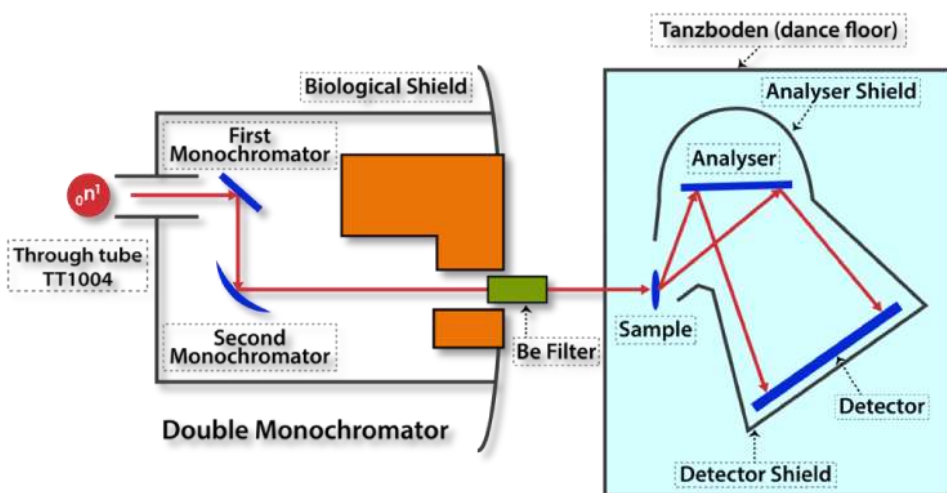 Tanzboden (dance floor)
Biological Shield
Analyser Shield
First
Monochromator
Analyser
₀n¹
Through tube
TT1004
Second
Monochromator
Be Filter
Sample
Detector
Double Monochromator
Detector Shield